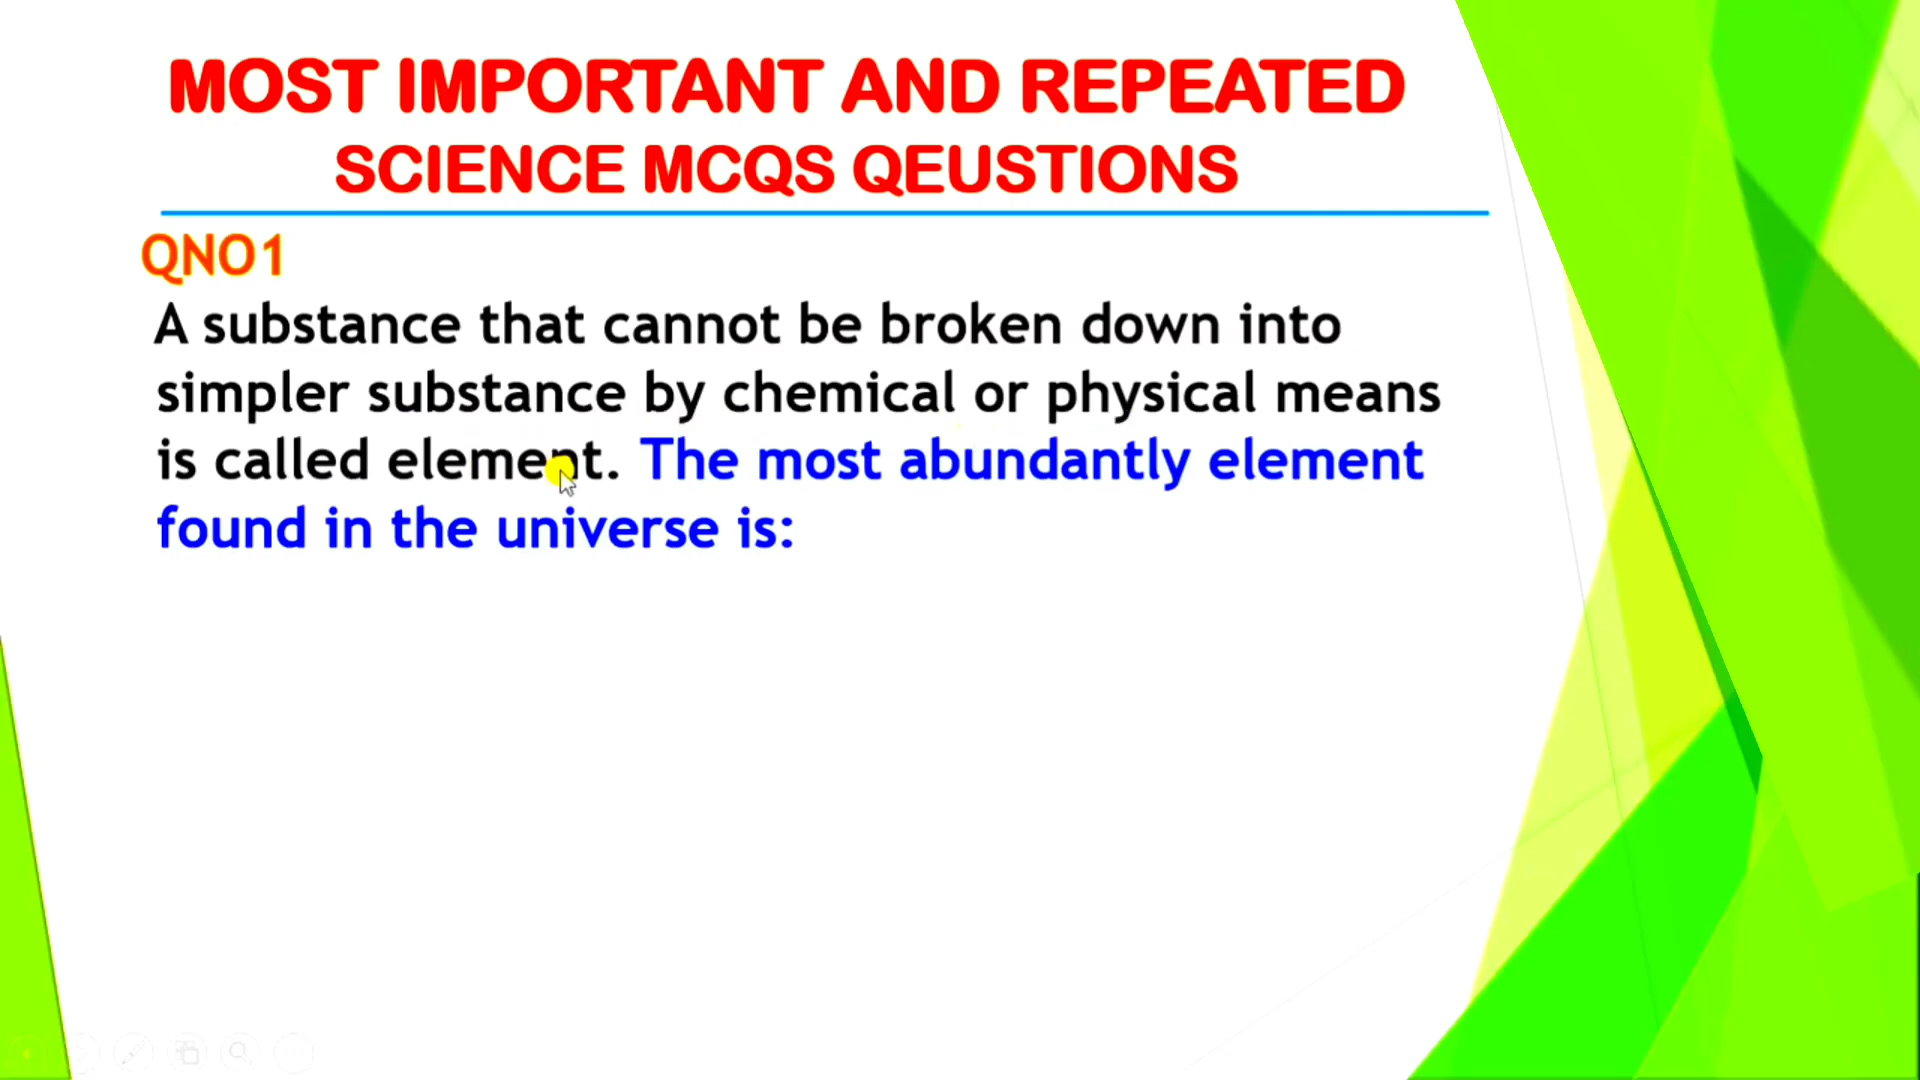 MOST IMPORTANT AND REPEATED
SCIENCE MCQS QEUSTIONS
QNO1
A substance that cannot be broken down into
simpler substance by chemical or physical means
is called element. The most abundantly element
found in the universe is: